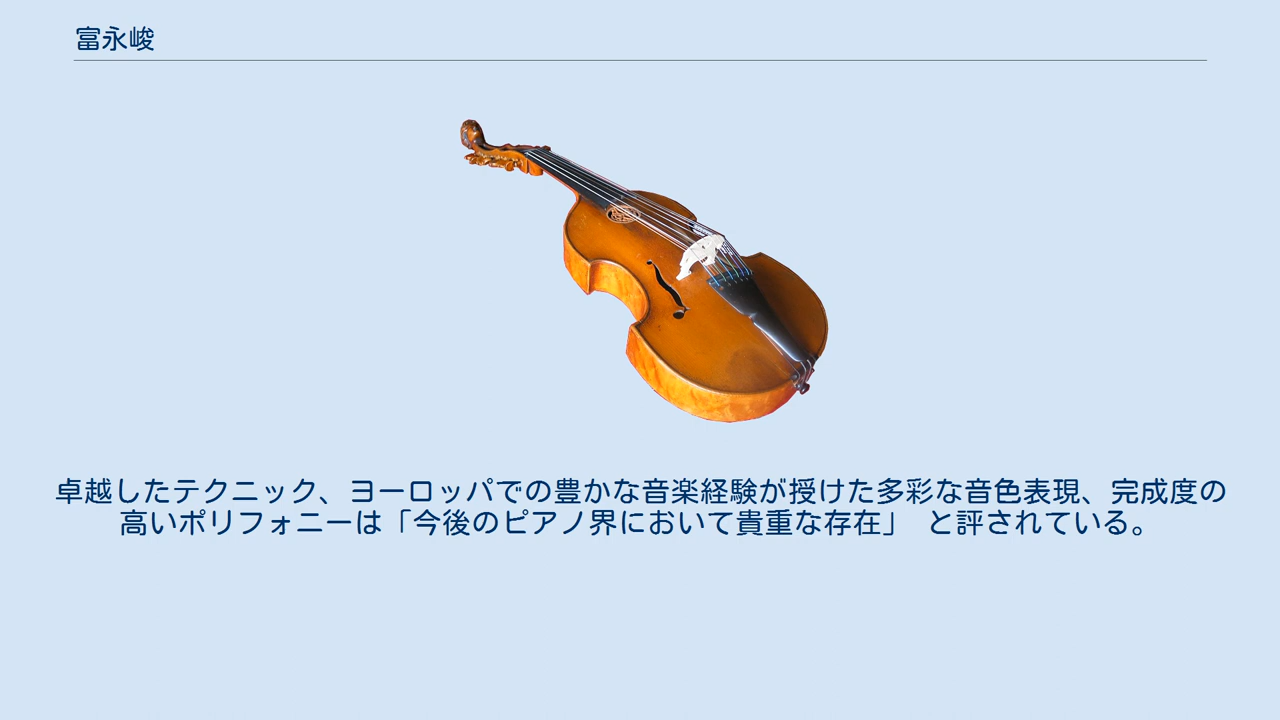 富永峻
卓越したテクニック、ヨーロッパでの豊かな音楽経験が授けた多彩な音色表現、完成度の
高いポリフォニーは「今後のピアノ界において貴重な存在」 と評されている。